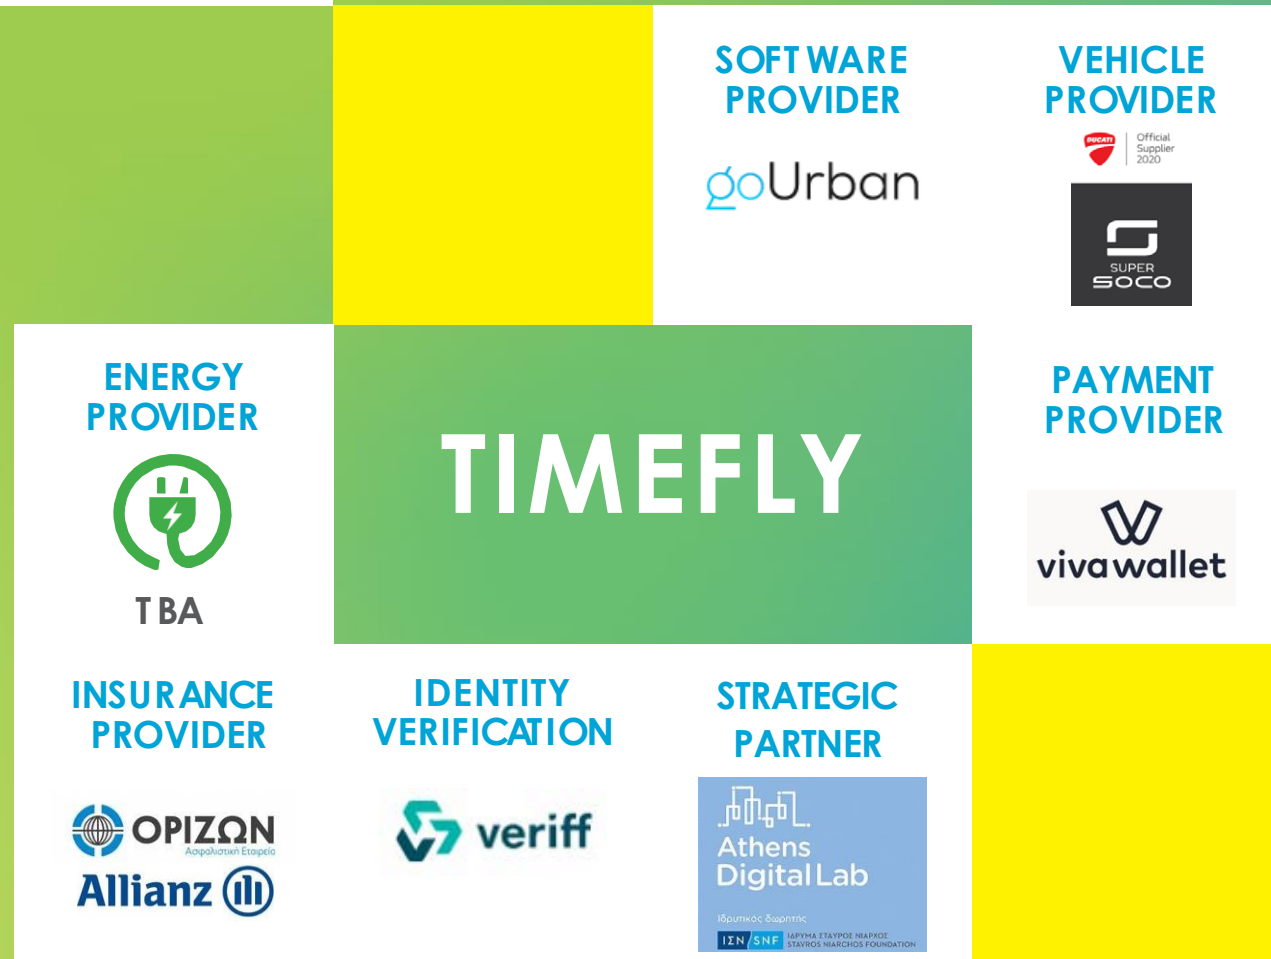 SOFTWARE
PROVIDER
goUrban
VEHICLE
PROVIDER
DUCATI
Official
Supplier
2020
SUPER
SOCO
ENERGY
PROVIDER
TBA
TIMEFLY
PAYMENT
PROVIDER
viva wallet
INSURANCE
PROVIDER
ΟΡΙΖΩΝ
Ασφαλιστική Εταιρεία
Allianz
IDENTITY
VERIFICATION
veriff
STRATEGIC
PARTNER
Athens
Digital Lab
Ιδρυτικός δωρητής
ΙΣΝ/SNF
ΙΔΡΥΜΑ ΣΤΑΥΡΟΣ ΝΙΑΡΧΟΣ
STAVROS NIARCHOS FOUNDATION